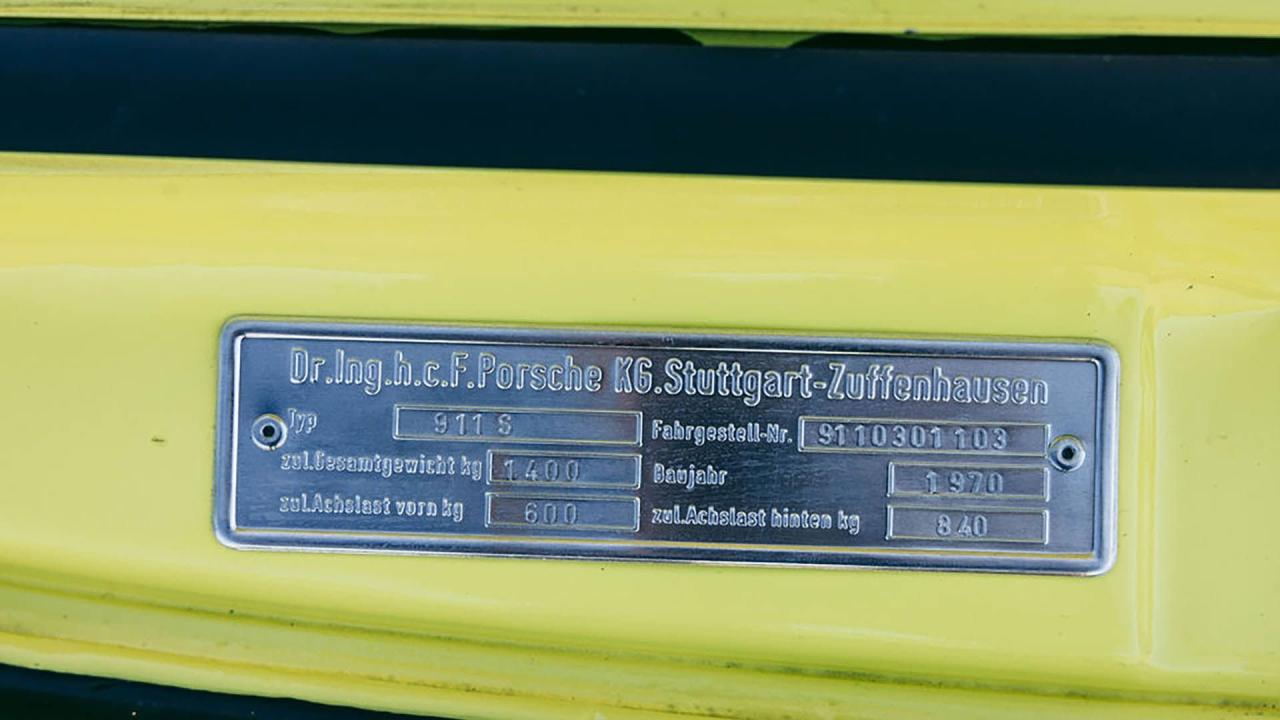 Dr.Ing.h.c.F.Porsche KG.Stuttgart-Zuffenhausen
Typ 911 S Fahrgestell-Nr. 9110301103
zul.Gesamtgewicht kg 1400 Baujahr 1970
zul.Achslast vorn kg 600 zul.Achslast hinten kg 840